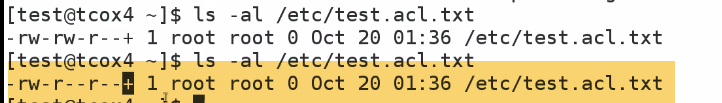 [test@tcox4 ~]$ ls -al /etc/test.acl.txt
-rw-rw-r--+ 1 root root 0 Oct 20 01:36 /etc/test.acl.txt
[test@tcox4 ~]$ ls -al /etc/test.acl.txt
-rw-r--r--+ 1 root root 0 Oct 20 01:36 /etc/test.acl.txt
[test@tcox4 ~]$